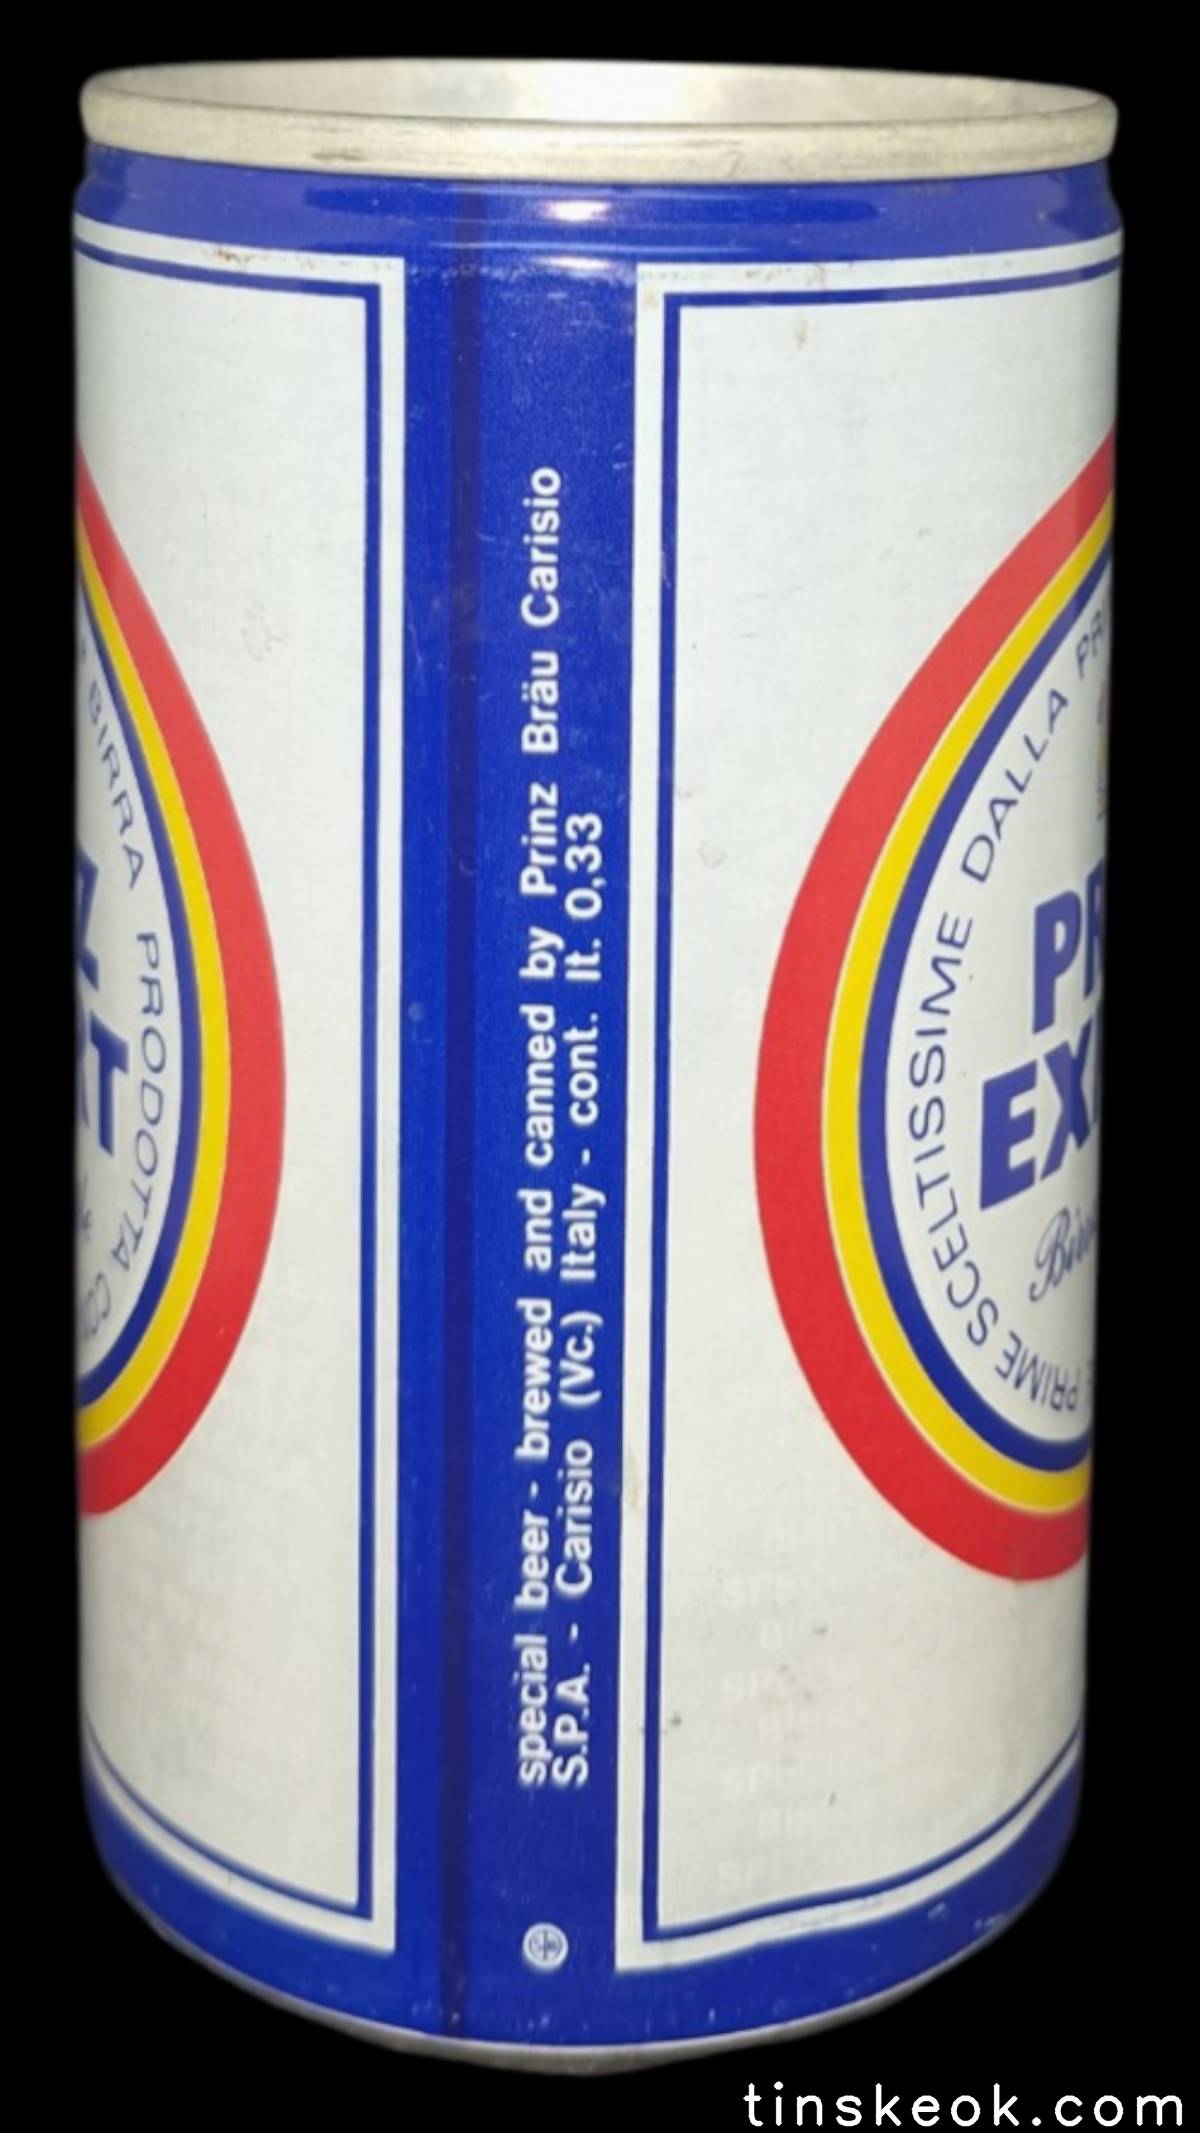 special beer - brewed and canned by Prinz Bräu Carisio
S.P.A. - Carisio (Vc.) Italy - cont. lt. 0,33
BIRRA PRODOTTA
DALLA
PRIME SCELTISSIME
tinskeok.com